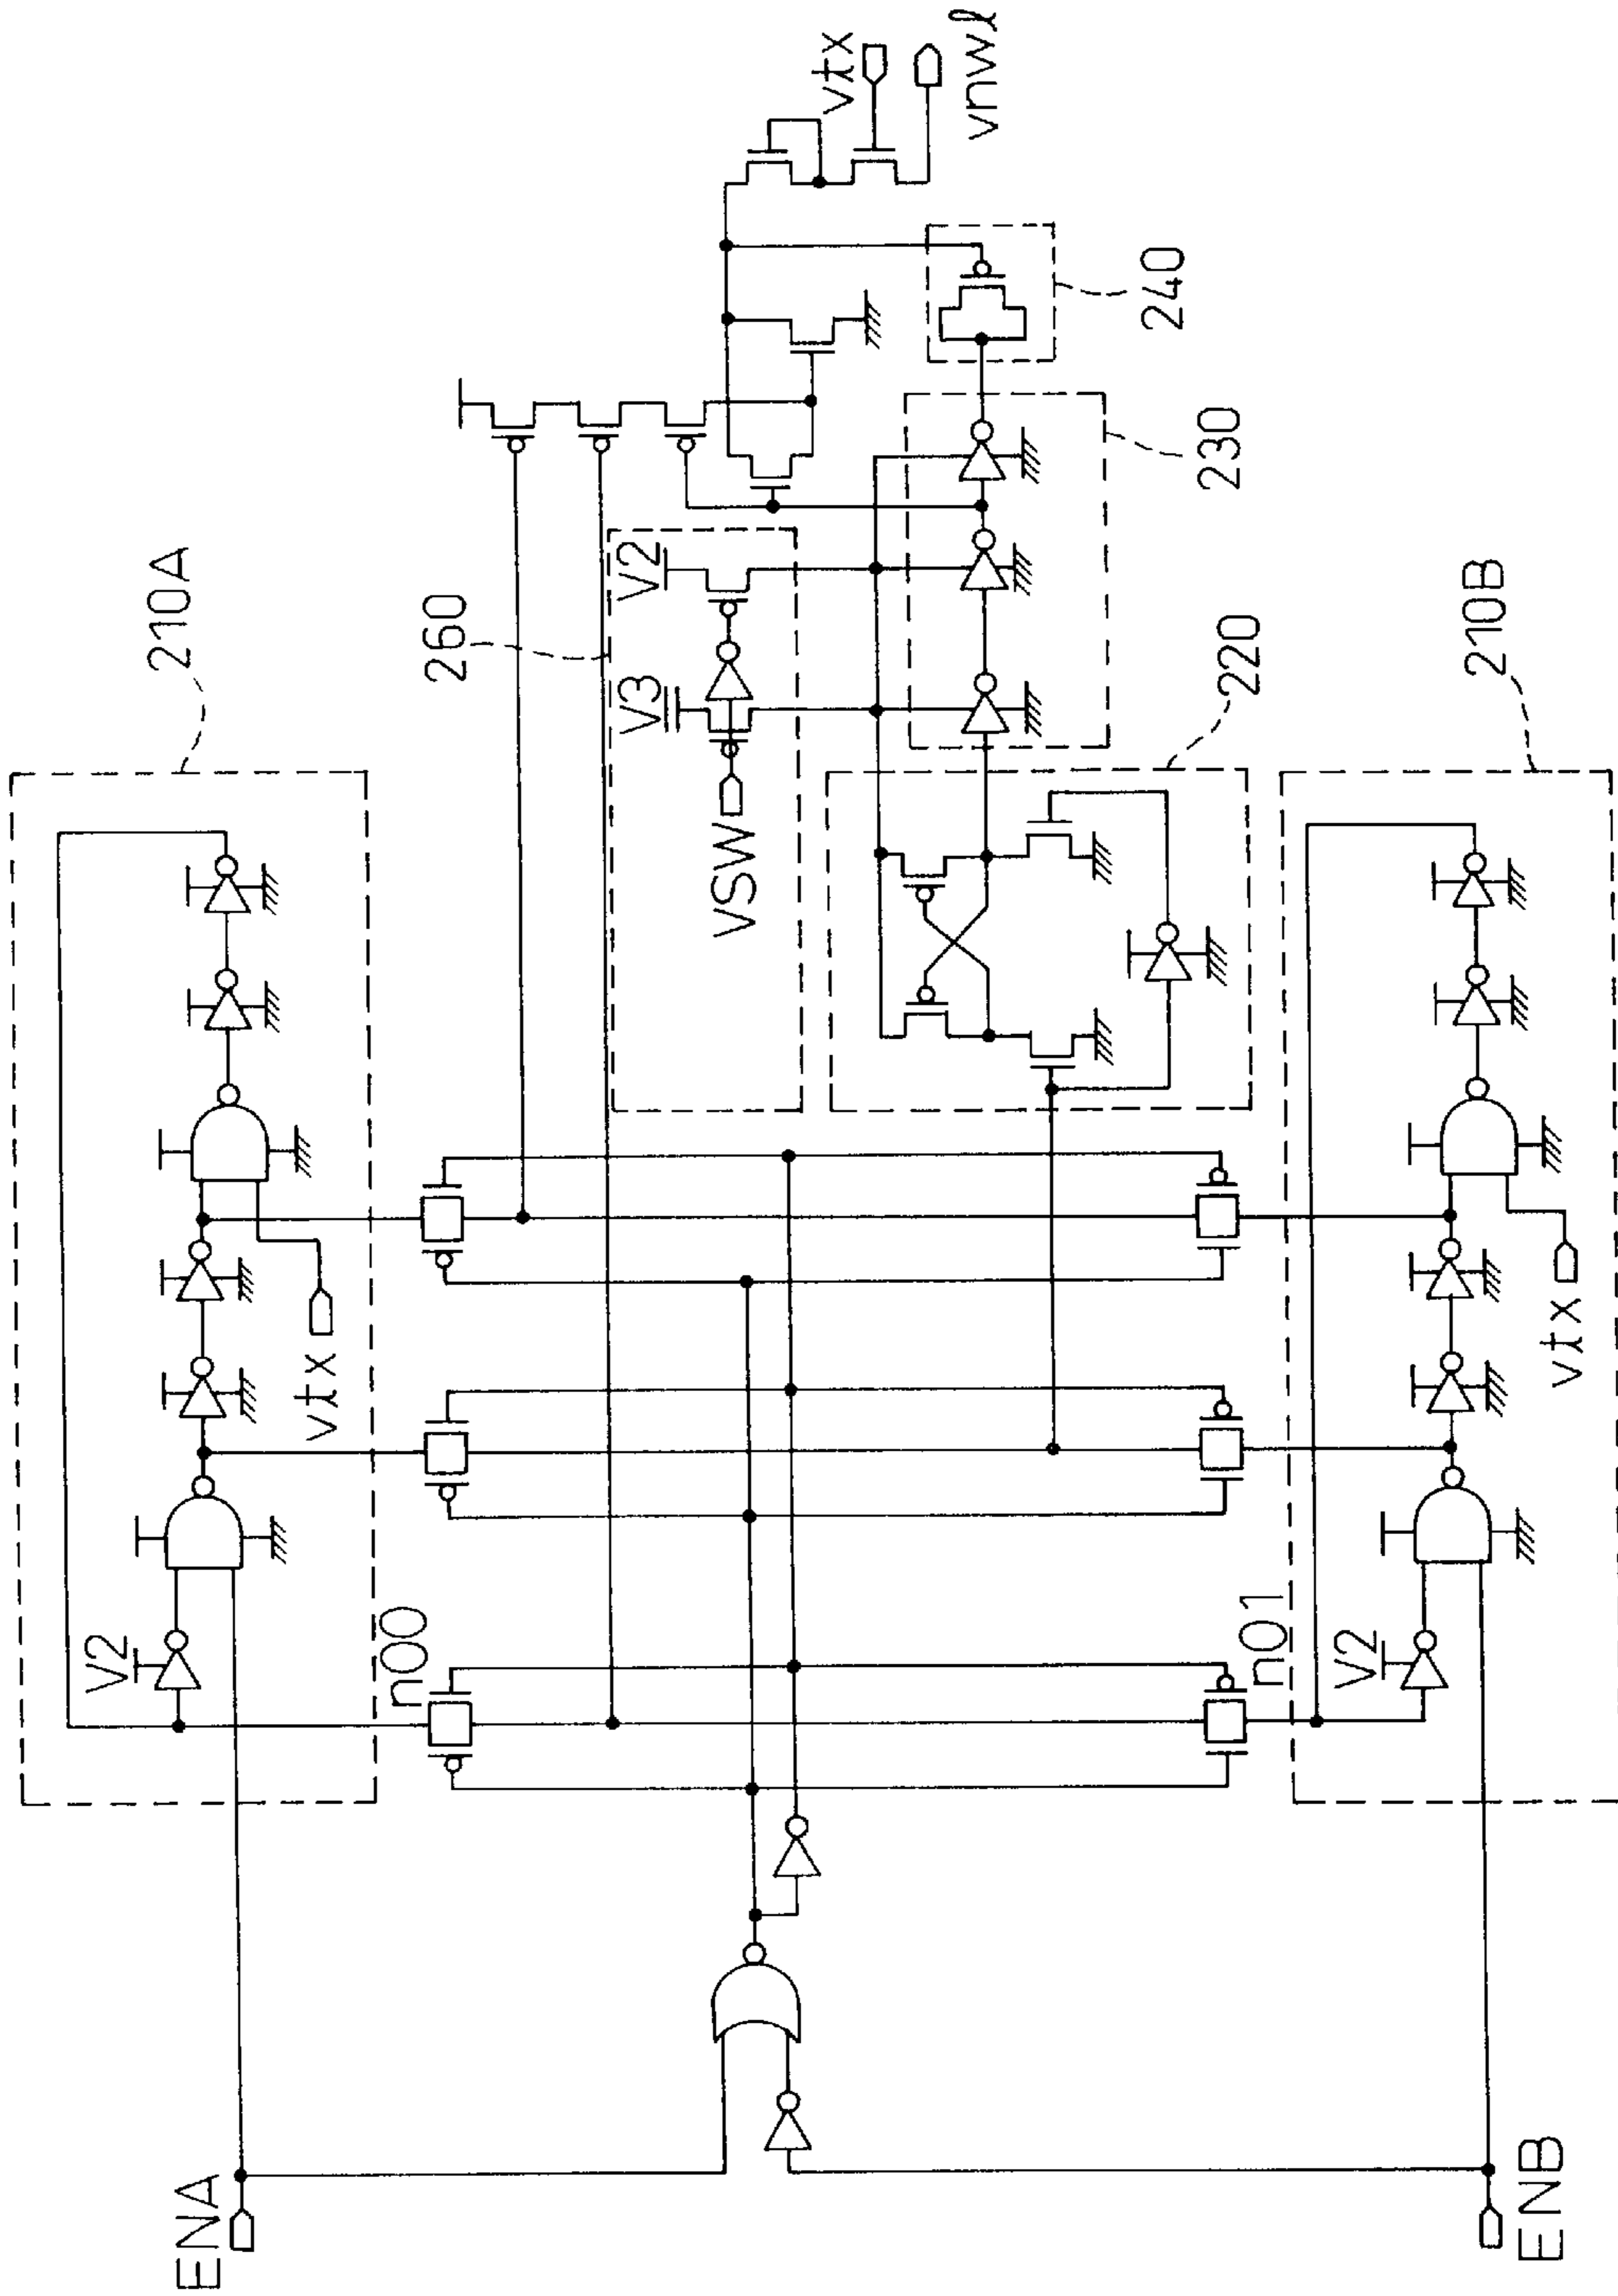 210A
V2
vtx
n00
ENA
260
V3
V2
VSW
vtx
vnwl
240
230
220
210B
n01
V2
vtx
ENB